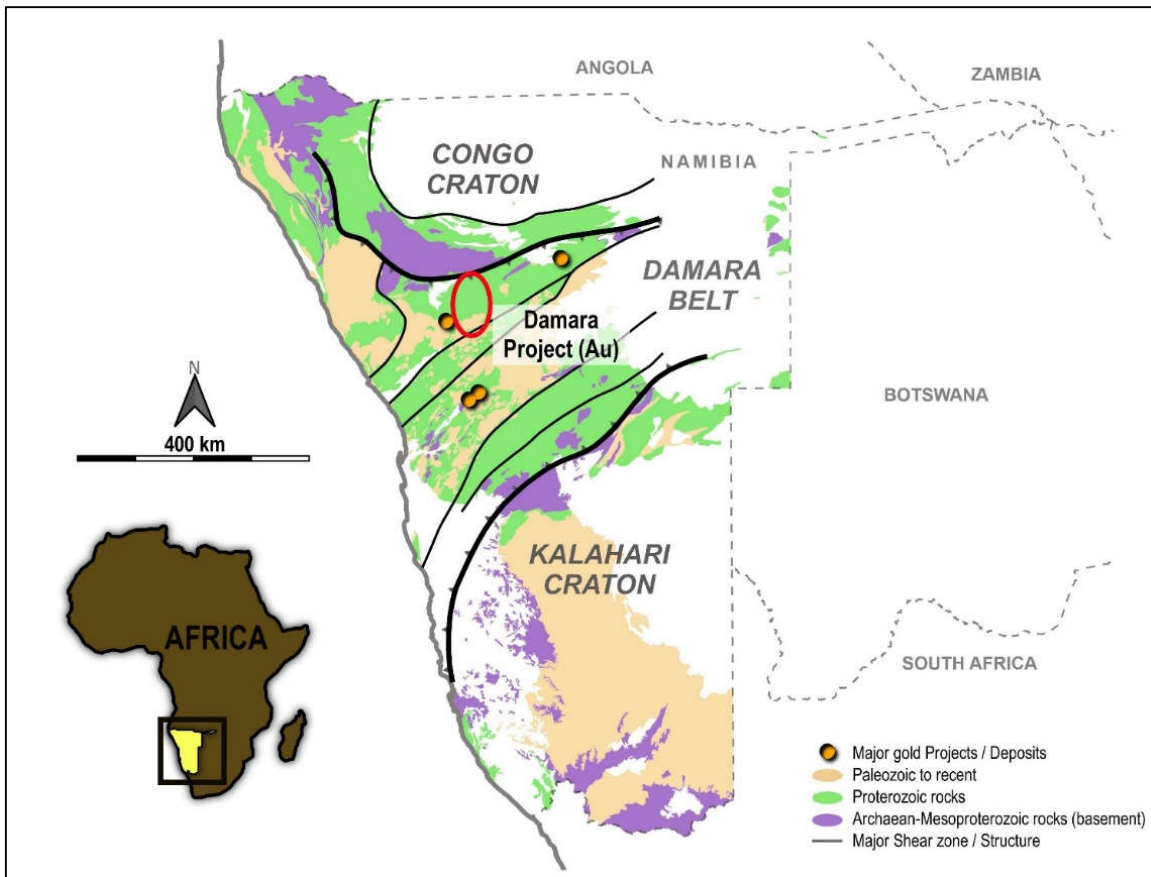 ANGOLA
ZAMBIA
CONGO
CRATON
NAMIBIA
DAMARA
BELT
Damara
Project (Au)
N
BOTSWANA
400 km
KALAHARI
CRATON
AFRICA
SOUTH AFRICA
Major gold Projects / Deposits
Paleozoic to recent
Proterozoic rocks
Archaean-Mesoproterozoic rocks (basement)
Major Shear zone / Structure